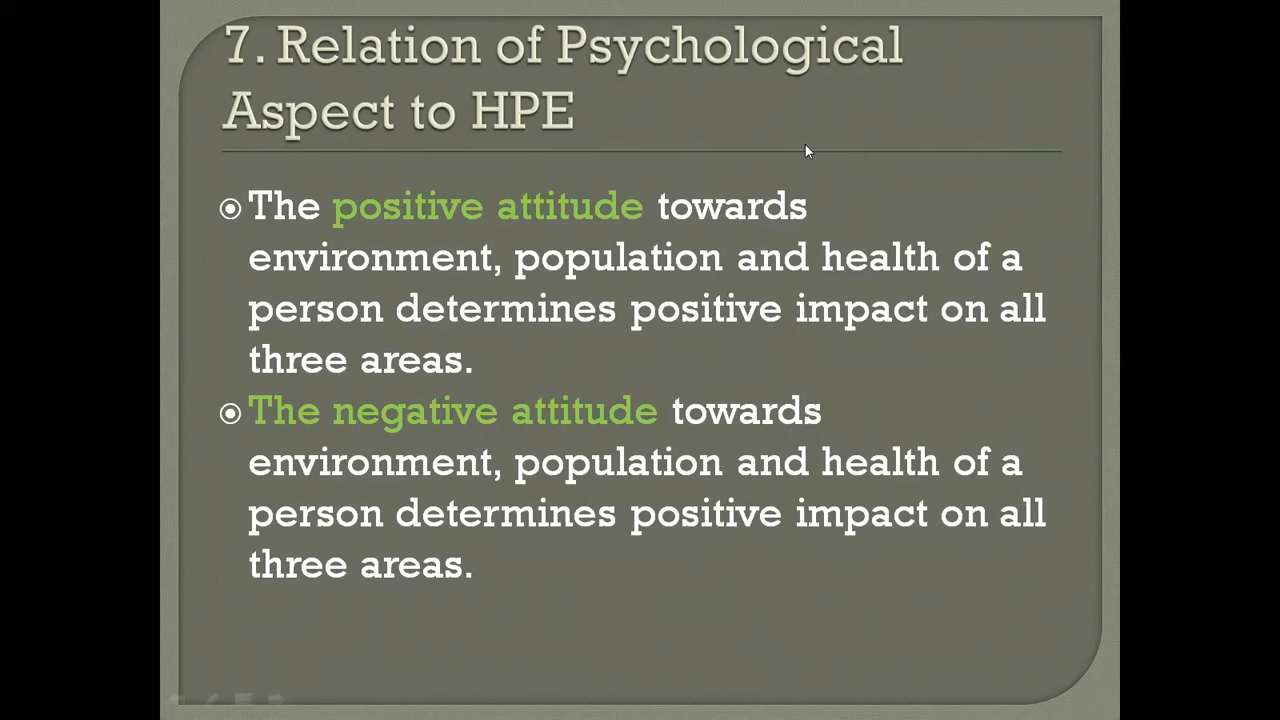 7. Relation of Psychological
Aspect to HPE
The positive attitude towards
environment, population and health of a
person determines positive impact on all
three areas.
The negative attitude towards
environment, population and health of a
person determines positive impact on all
three areas.